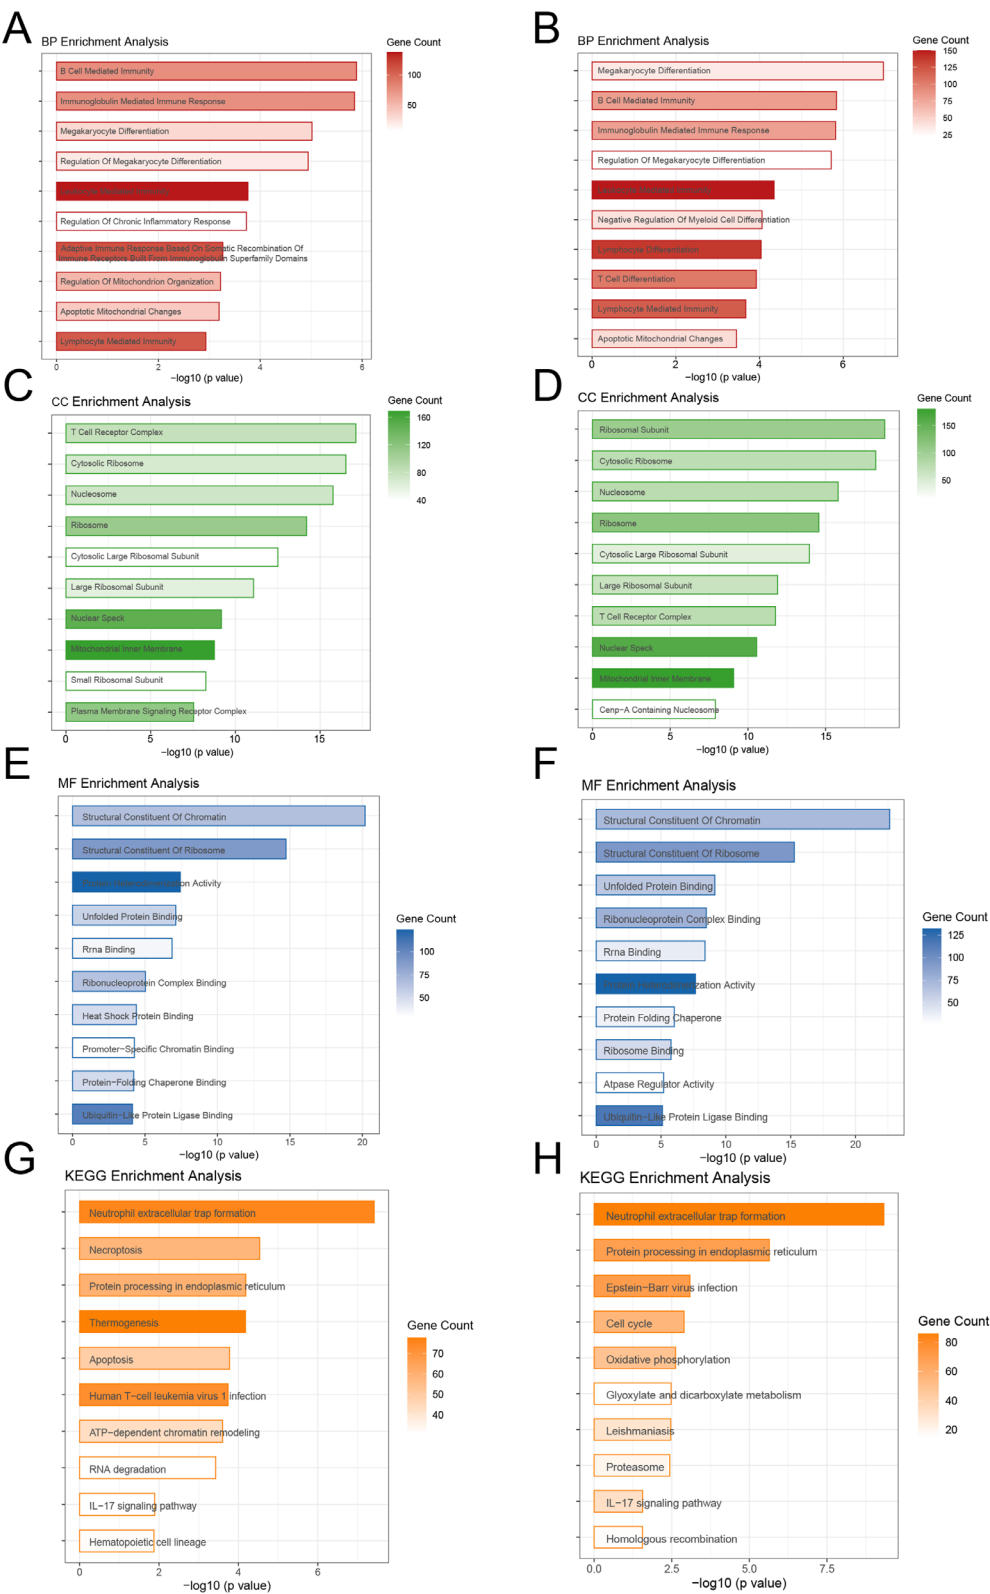 A
BP Enrichment Analysis
Gene Count
100
50
B Cell Mediated Immunity
Immunoglobulin Mediated Immune Response
Megakaryocyte Differentiation
Regulation Of Megakaryocyte Differentiation
Regulation Of Chronic Inflammatory Response
Adaptive Immune Response Based On Somatic Recombination Of
Immune Receptors Built From Immunoglobulin Superfamily Domains
Regulation Of Mitochondrion Organization
Apoptotic Mitochondrial Changes
Lymphocyte Mediated Immunity
0 2 4 6
−log10 (p value)
B
BP Enrichment Analysis
Gene Count
150
125
100
75
50
25
Megakaryocyte Differentiation
B Cell Mediated Immunity
Immunoglobulin Mediated Immune Response
Regulation Of Megakaryocyte Differentiation
Negative Regulation Of Myeloid Cell Differentiation
Lymphocyte Differentiation
T Cell Differentiation
Lymphocyte Mediated Immunity
Apoptotic Mitochondrial Changes
0 2 4 6
−log10 (p value)
C
CC Enrichment Analysis
Gene Count
160
120
80
40
T Cell Receptor Complex
Cytosolic Ribosome
Nucleosome
Ribosome
Cytosolic Large Ribosomal Subunit
Large Ribosomal Subunit
Nuclear Speck
Mitochondrial Inner Membrane
Small Ribosomal Subunit
Plasma Membrane Signaling Receptor Complex
0 5 10 15
−log10 (p value)
D
CC Enrichment Analysis
Gene Count
150
100
50
Ribosomal Subunit
Cytosolic Ribosome
Nucleosome
Ribosome
Cytosolic Large Ribosomal Subunit
Large Ribosomal Subunit
T Cell Receptor Complex
Nuclear Speck
Mitochondrial Inner Membrane
Cenp−A Containing Nucleosome
0 5 10 15
−log10 (p value)
E
MF Enrichment Analysis
Structural Constituent Of Chromatin
Structural Constituent Of Ribosome
Activity
Unfolded Protein Binding
Rrna Binding
Ribonucleoprotein Complex Binding
Heat Shock Protein Binding
Promoter−Specific Chromatin Binding
Protein−Folding Chaperone Binding
Ubiquitin−Like Protein Ligase Binding
Gene Count
100
75
50
0 5 10 15 20
−log10 (p value)
F
MF Enrichment Analysis
Structural Constituent Of Chromatin
Structural Constituent Of Ribosome
Unfolded Protein Binding
Ribonucleoprotein Complex Binding
Rrna Binding
Activity
Protein Folding Chaperone
Ribosome Binding
Atpase Regulator Activity
Ubiquitin−Like Protein Ligase Binding
Gene Count
125
100
75
50
0 5 10 15 20
−log10 (p value)
G
KEGG Enrichment Analysis
Neutrophil extracellular trap formation
Necroptosis
Protein processing in endoplasmic reticulum
Thermogenesis
Apoptosis
Human T−cell leukemia virus 1 infection
ATP−dependent chromatin remodeling
RNA degradation
IL−17 signaling pathway
Hematopoietic cell lineage
Gene Count
70
60
50
40
0 2 4 6
−log10 (p value)
H
KEGG Enrichment Analysis
Neutrophil extracellular trap formation
Protein processing in endoplasmic reticulum
Epstein−Barr virus infection
Cell cycle
Oxidative phosphorylation
Glyoxylate and dicarboxylate metabolism
Leishmaniasis
Proteasome
IL−17 signaling pathway
Homologous recombination
Gene Count
80
60
40
20
0.0 2.5 5.0 7.5
−log10 (p value)